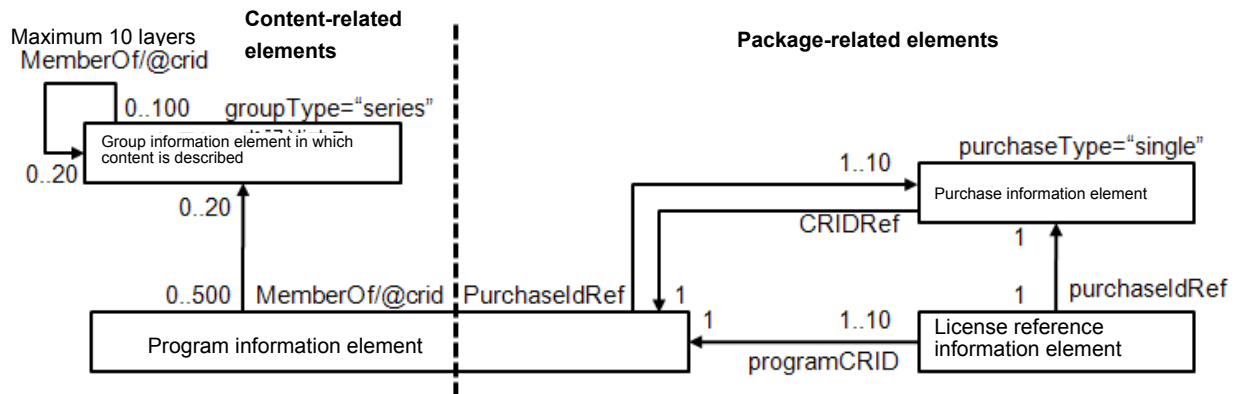 Content-related
elements
Package-related elements
Maximum 10 layers
MemberOf/@crid
0..100
groupType=“series”
Group information element in which
content is described
0..20
0..20
purchaseType=“single”
1..10
Purchase information element
CRIDRef
1
0..500
MemberOf/@crid
PurchaseIdRef
1
1
purchaseIdRef
1
1..10
Program information element
License reference
information element
programCRID